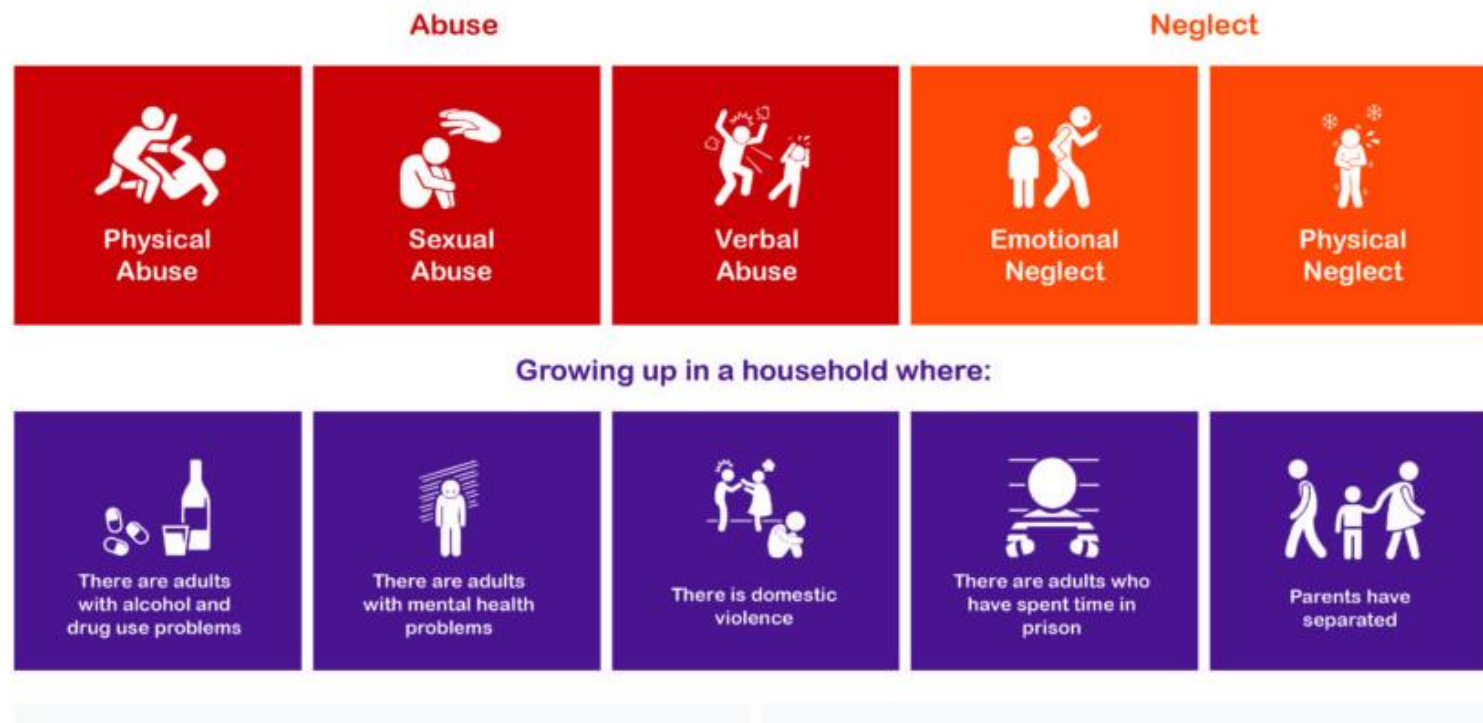 Abuse
Neglect
Physical
Abuse
Sexual
Abuse
Verbal
Abuse
Emotional
Neglect
Physical
Neglect
Growing up in a household where:
There are adults
with alcohol and
drug use problems
There are adults
with mental health
problems
There is domestic
violence
There are adults who
have spent time in
prison
Parents have
separated